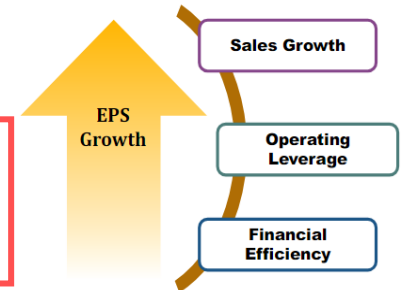 EPS
Growth
Sales Growth
Operating
Leverage
Financial
Efficiency